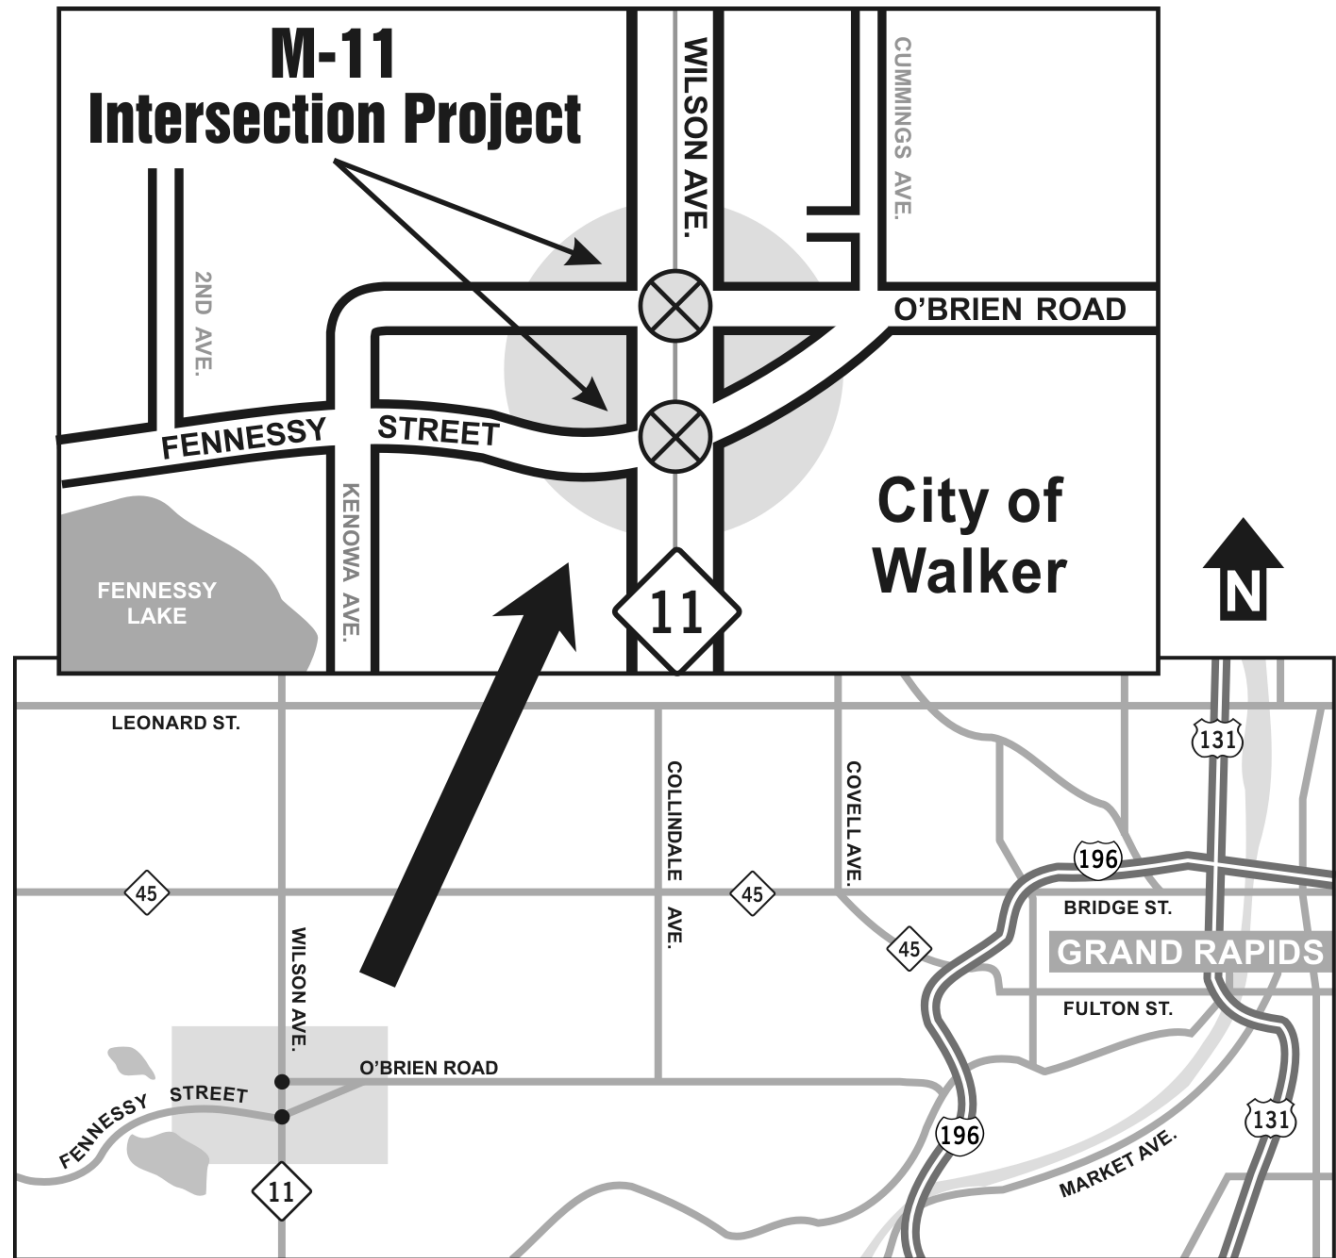 M-11
Intersection Project
WILSON AVE.
CUMMINGS AVE.
2ND AVE.
O'BRIEN ROAD
FENNESSY STREET
KENOWA AVE.
City of
Walker
FENNESSY
LAKE
11
N
LEONARD ST.
131
COLLINDALE AVE.
COVELL AVE.
196
45
45
BRIDGE ST.
WILSON AVE.
45
GRAND RAPIDS
FULTON ST.
O'BRIEN ROAD
FENNESSY STREET
131
196
MARKET AVE.
11